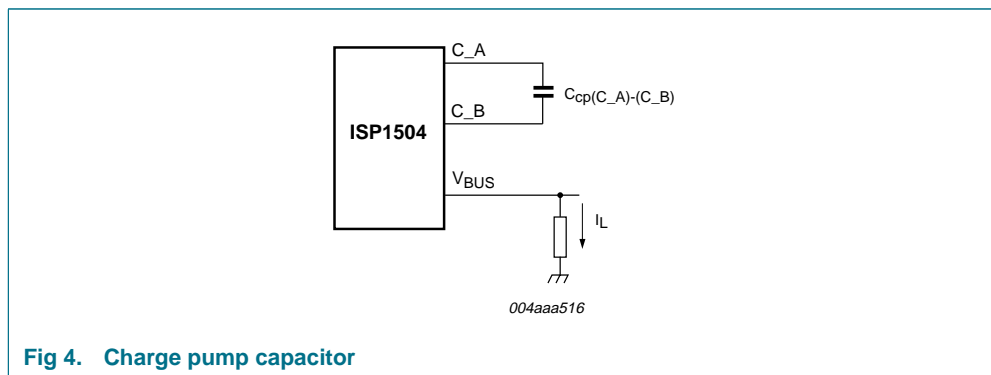 C_A
Ccp(C_A)-(C_B)
C_B
ISP1504
VBUS
IL
004aaa516
Fig 4. Charge pump capacitor